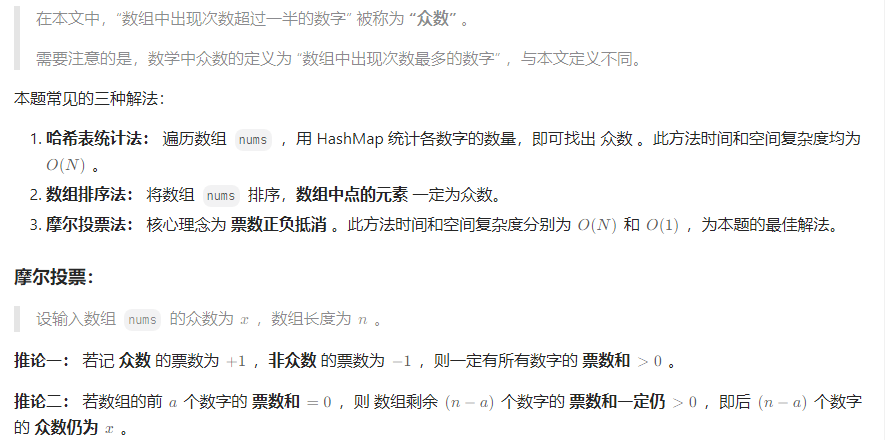 在本文中，“数组中出现次数超过一半的数字” 被称为 “众数” 。
需要注意的是，数学中众数的定义为 “数组中出现次数最多的数字” ，与本文定义不同。
本题常见的三种解法：
1. 哈希表统计法： 遍历数组 nums ，用 HashMap 统计各数字的数量，即可找出 众数 。此方法时间和空间复杂度均为
O(N) 。
2. 数组排序法： 将数组 nums 排序，数组中点的元素 一定为众数。
3. 摩尔投票法： 核心理念为 票数正负抵消 。此方法时间和空间复杂度分别为 O(N) 和 O(1) ，为本题的最佳解法。
摩尔投票：
设输入数组 nums 的众数为 x ，数组长度为 n 。
推论一： 若记 众数 的票数为 +1 ，非众数 的票数为 −1 ，则一定有所有数字的 票数和 > 0 。
推论二： 若数组的前 a 个数字的 票数和 = 0 ，则 数组剩余 (n − a) 个数字的 票数和一定仍 > 0 ，即后 (n − a) 个数字
的 众数仍为 x 。